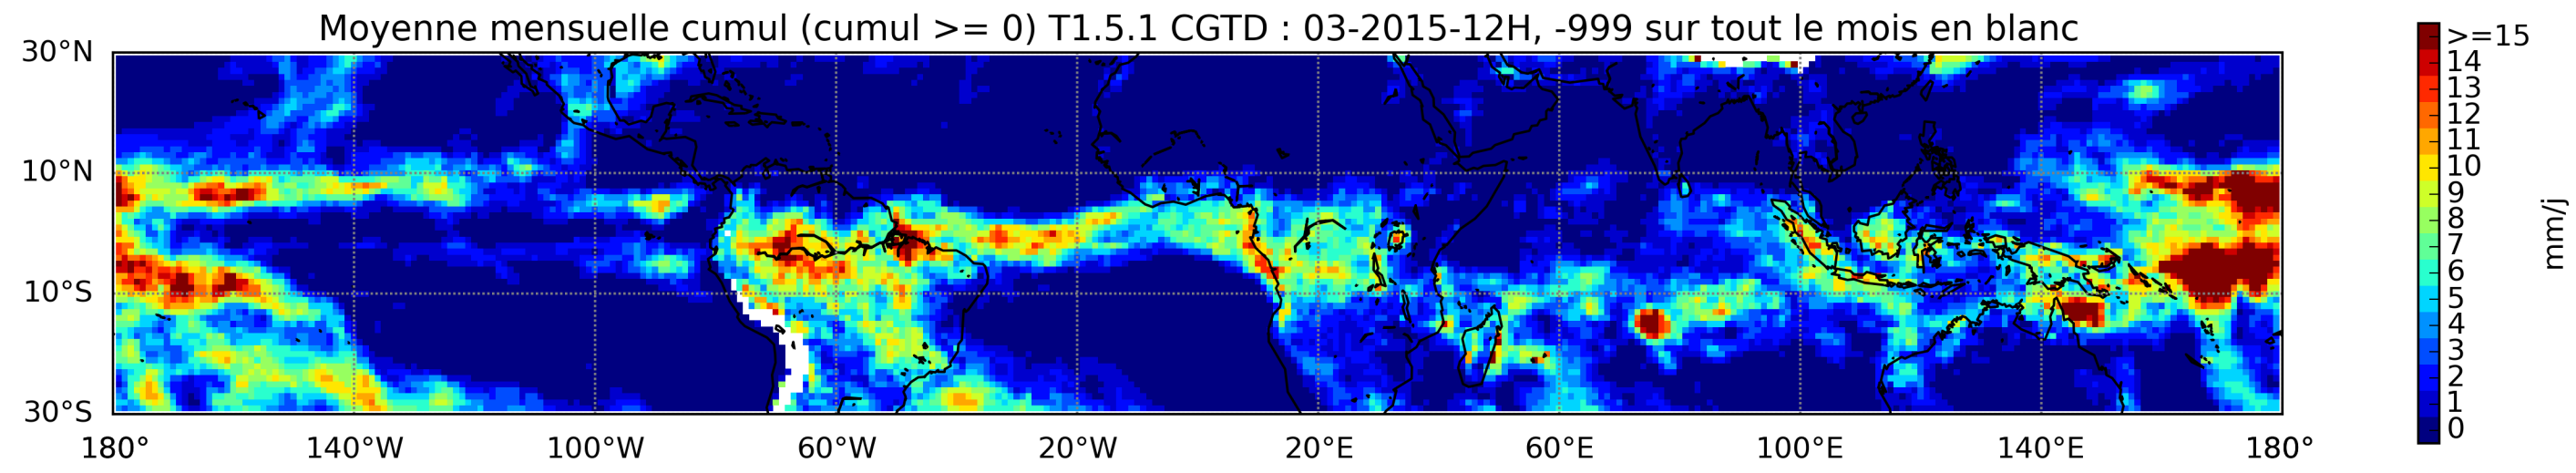 Moyenne mensuelle cumul (cumul >= 0) T1.5.1 CGTD : 03-2015-12H, -999 sur tout le mois en blanc
30°N
10°N
10°S
30°S
180°
140°W
100°W
60°W
20°W
20°E
60°E
100°E
140°E
180°
>=15
14
13
12
11
10
9
8
7
6
5
4
3
2
1
0
mm/j